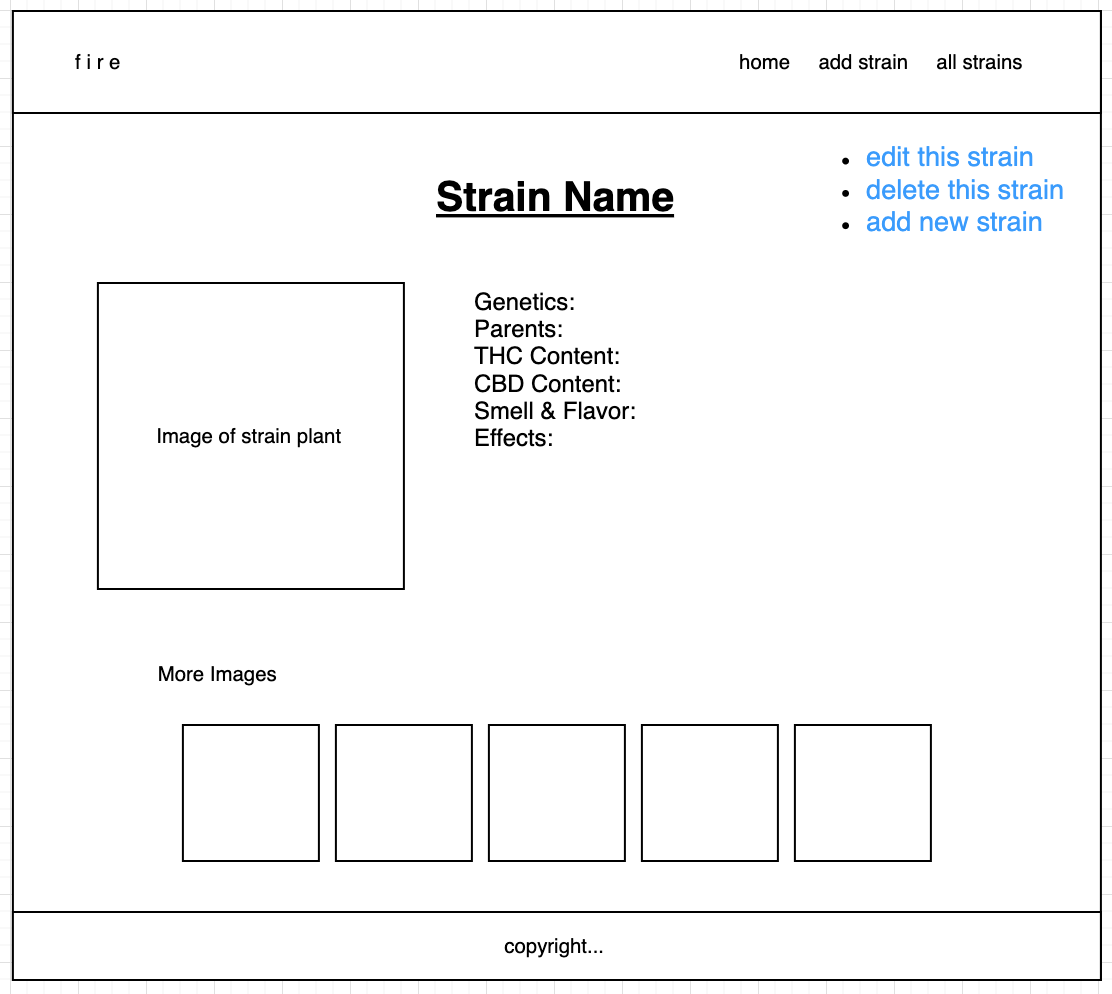 f i r e
home add strain all strains
edit this strain
delete this strain
add new strain
Strain Name
Image of strain plant
Genetics:
Parents:
THC Content:
CBD Content:
Smell & Flavor:
Effects:
More Images
copyright...